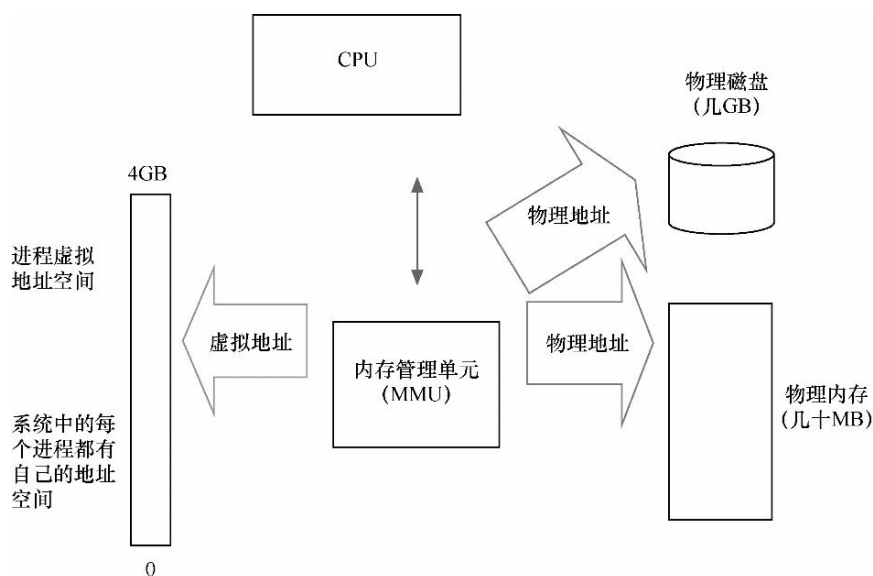 CPU
物理磁盘
(几GB)
4GB
物理地址
进程虚拟
地址空间
虚拟地址
内存管理单元
(MMU)
物理地址
物理内存
(几十MB)
系统中的每
个进程都有
自己的地址
空间
0